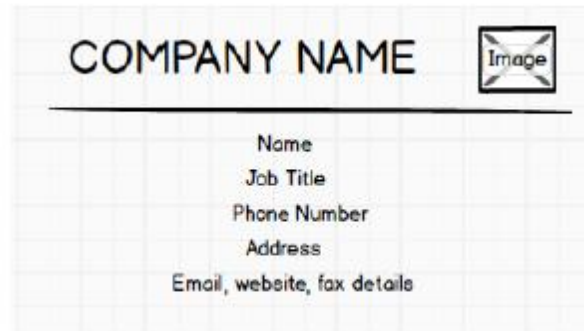 COMPANY NAME
Image
Name
Job Title
Phone Number
Address
Email, website, fax details